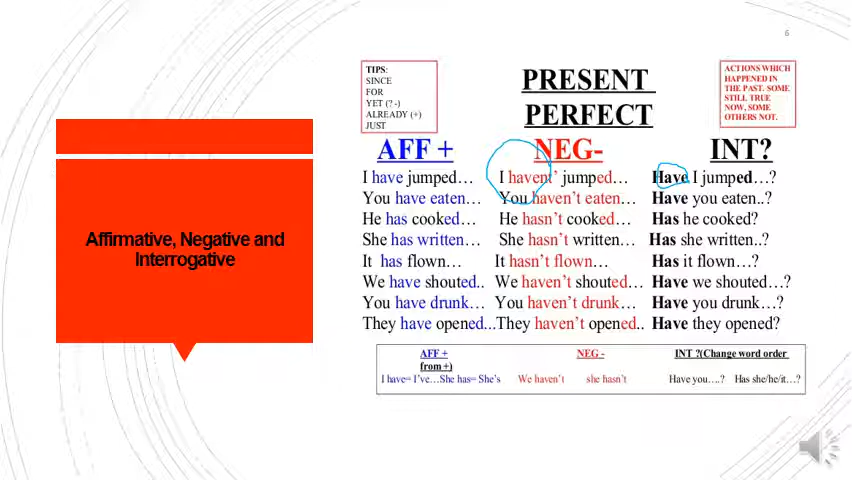 6
TIPS:
SINCE
FOR
YET (? -)
ALREADY (+)
JUST
PRESENT
PERFECT
ACTIONS WHICH
HAPPENED IN
THE PAST. SOME
STILL TRUE
NOW, SOME
OTHERS NOT.
Affirmative, Negative and
Interrogative
AFF + NEG- INT?
I have jumped… I havent’ jumped… Have I jumped…?
You have eaten… You haven’t eaten… Have you eaten..?
He has cooked… He hasn’t cooked… Has he cooked?
She has written… She hasn’t written… Has she written..?
It has flown… It hasn’t flown… Has it flown…?
We have shouted.. We haven’t shouted… Have we shouted…?
You have drunk… You haven’t drunk… Have you drunk…?
They have opened... They haven’t opened.. Have they opened?
AFF + NEG - INT ?(Change word order
from +)
I have= I’ve…She has= She’s We haven’t she hasn’t Have you….? Has she/he/it…?